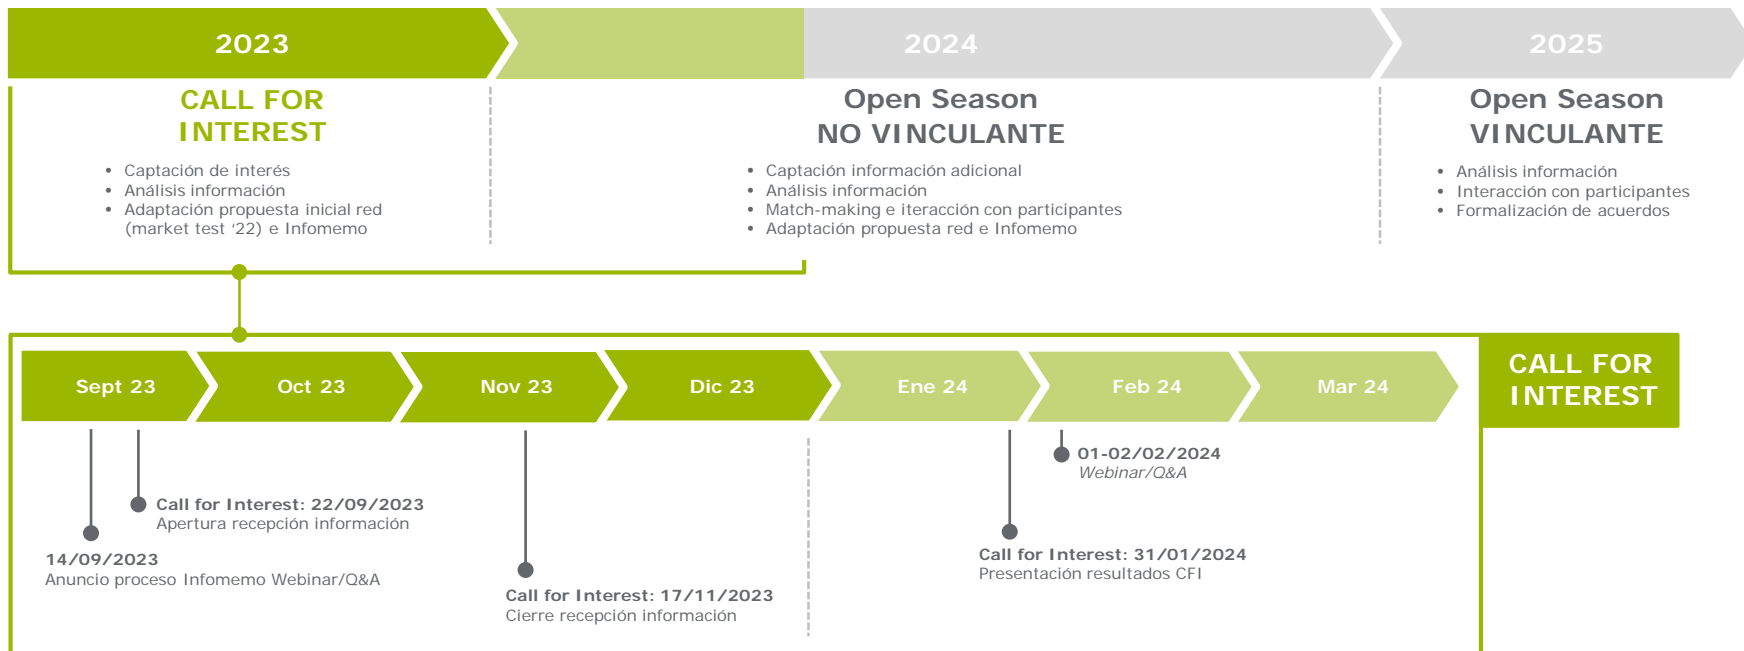 2023
2024
2025
CALL FOR
INTEREST
• Captación de interés
• Análisis información
• Adaptación propuesta inicial red
(market test ‘22) e Infomemo
Open Season
NO VINCULANTE
• Captación información adicional
• Análisis información
• Match-making e iteracción con participantes
• Adaptación propuesta red e Infomemo
Open Season
VINCULANTE
• Análisis información
• Interacción con participantes
• Formalización de acuerdos
CALL FOR
INTEREST
Sept 23
Oct 23
Nov 23
Dic 23
Ene 24
Feb 24
Mar 24
01-02/02/2024
Webinar/Q&A
Call for Interest: 22/09/2023
Apertura recepción información
14/09/2023
Anuncio proceso Infomemo Webinar/Q&A
Call for Interest: 31/01/2024
Presentación resultados CFI
Call for Interest: 17/11/2023
Cierre recepción información